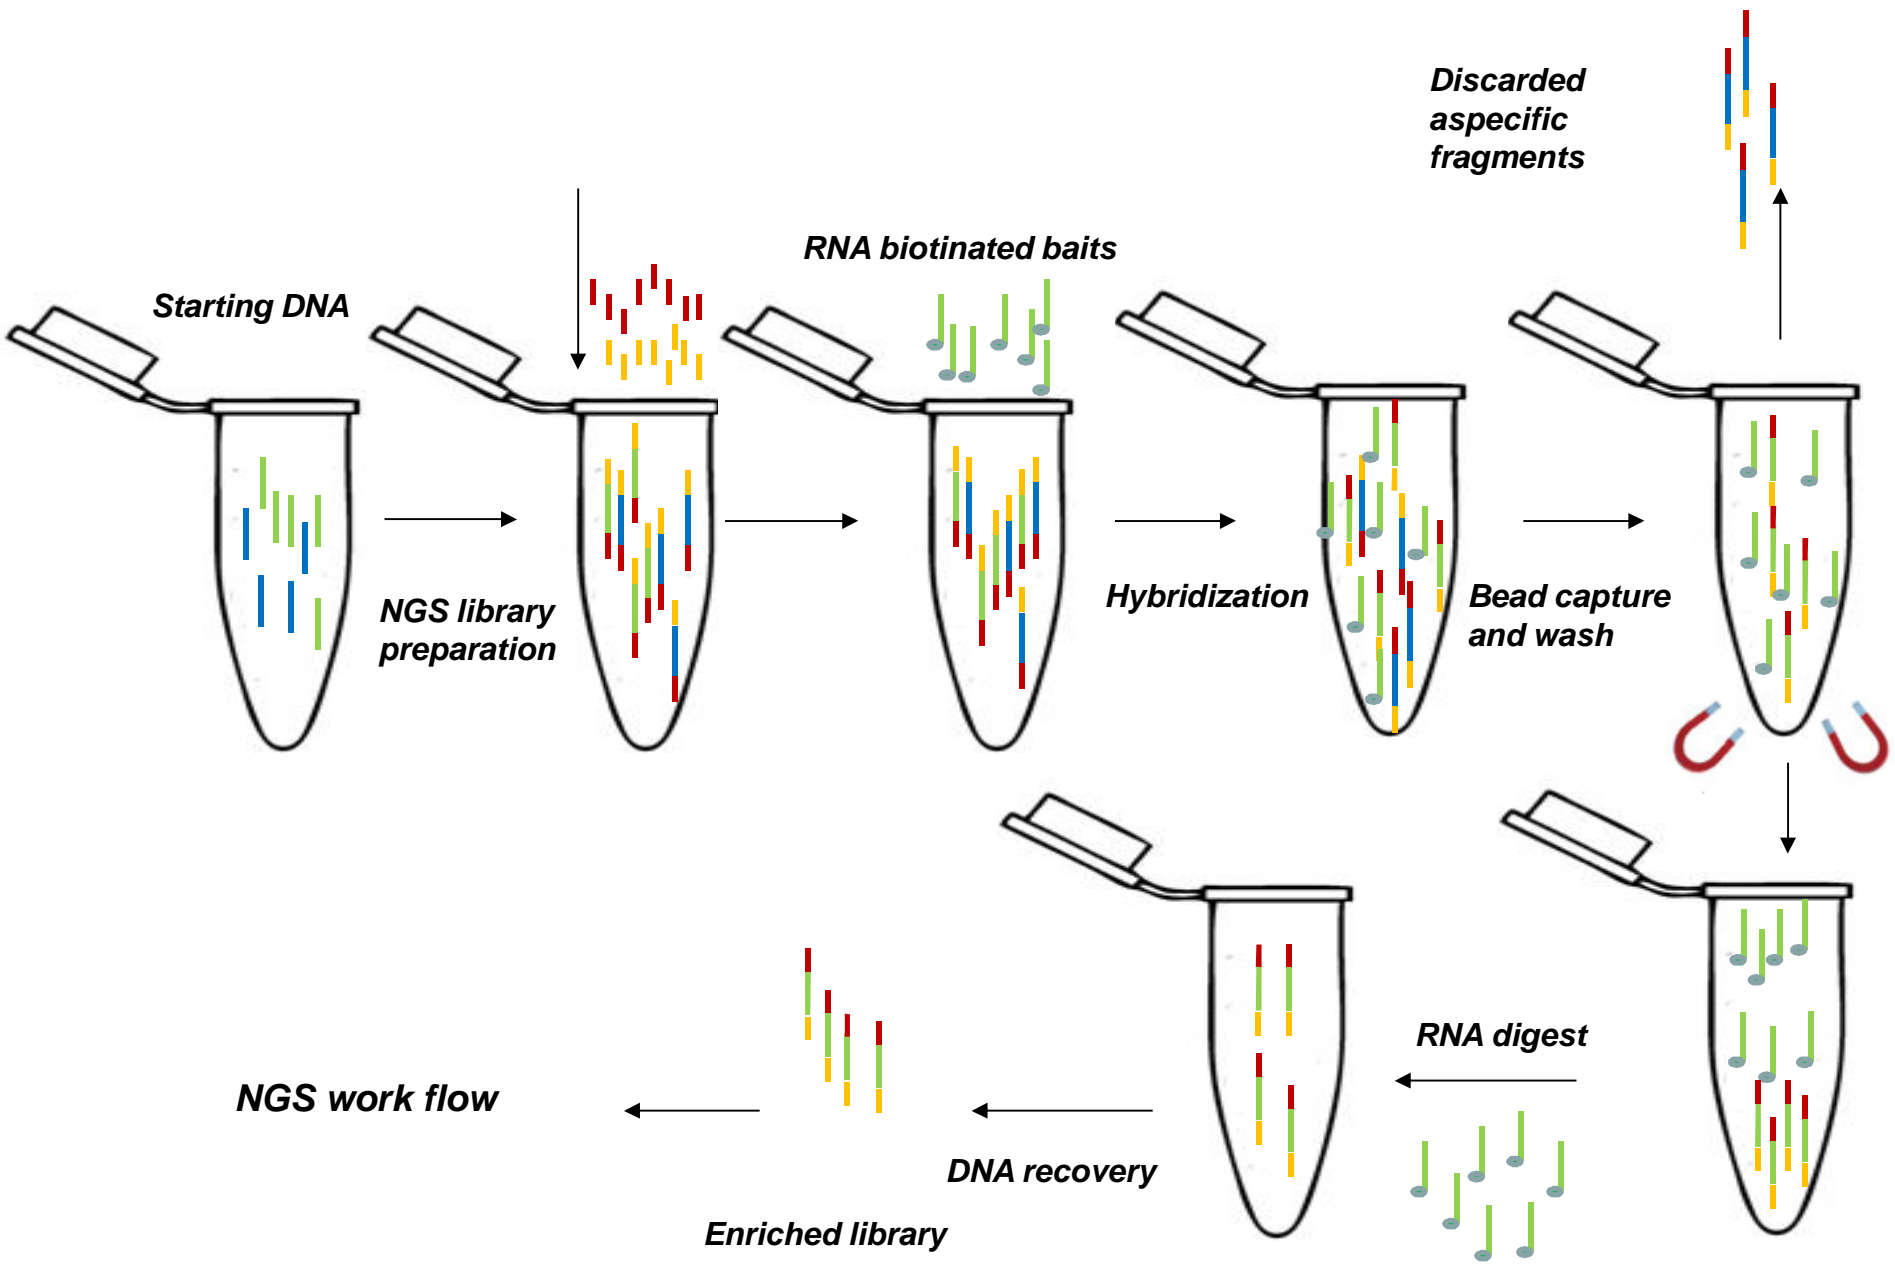 Discarded
aspecific
fragments
RNA biotinated baits
Starting DNA
NGS library
preparation
Hybridization
Bead capture
and wash
RNA digest
NGS work flow
DNA recovery
Enriched library